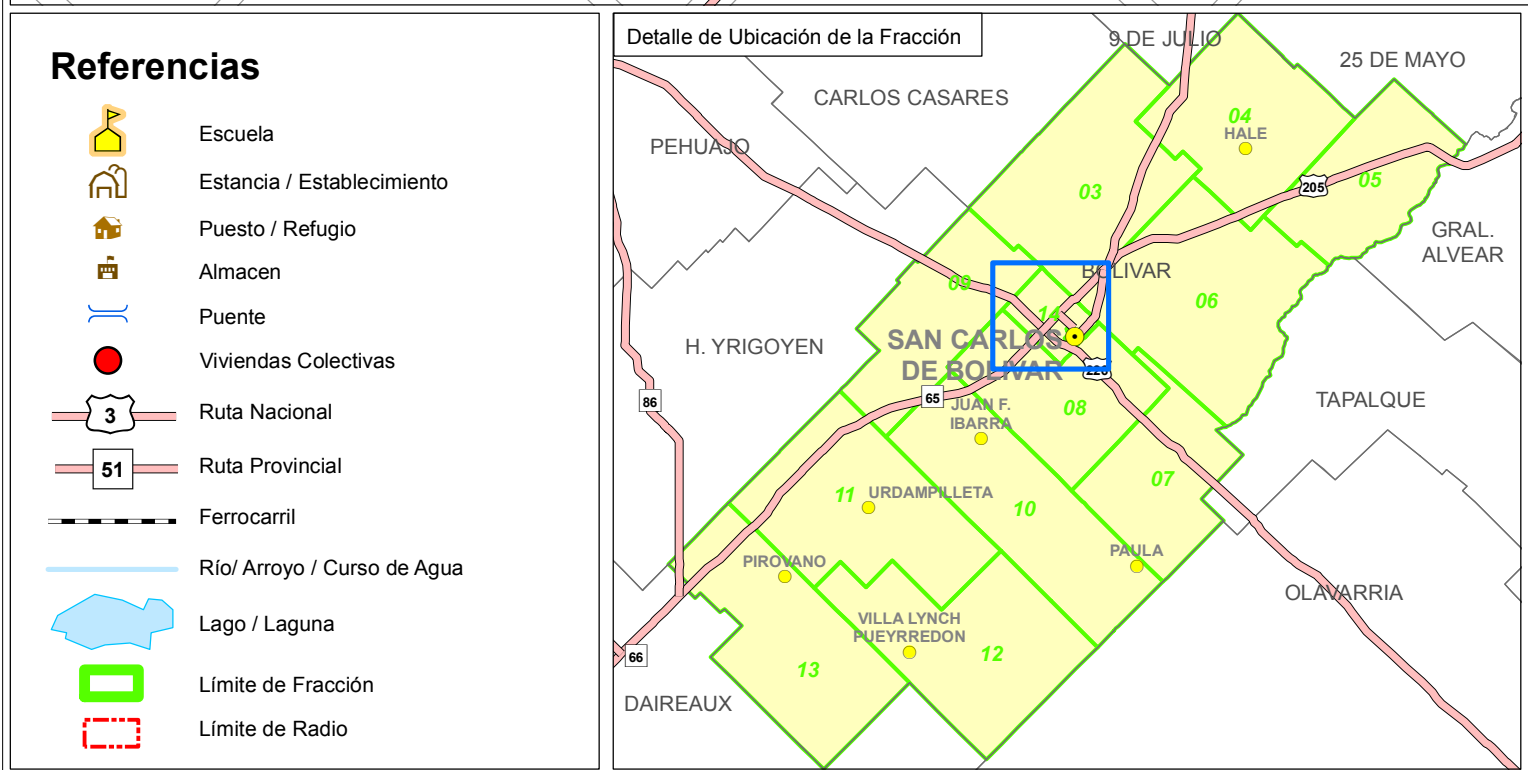 Referencias
Escuela
Estancia / Establecimiento
Puesto / Refugio
Almacen
Puente
Viviendas Colectivas
3
Ruta Nacional
51
Ruta Provincial
Ferrocarril
Río/ Arroyo / Curso de Agua
Lago / Laguna
Límite de Fracción
Límite de Radio
Detalle de Ubicación de la Fracción
9 DE JULIO
25 DE MAYO
CARLOS CASARES
04
HALE
PEHUAJO
03
205
05
GRAL.
ALVEAR
BOLIVAR
09
06
14
SAN CARLOS
DE BOLIVAR
H. YRIGOYEN
226
86
65
JUAN F.
IBARRA
08
TAPALQUE
07
11
URDAMPILLETA
10
PAULA
PIROVANO
OLAVARRIA
VILLA LYNCH
PUEYRREDON
12
66
13
DAIREAUX